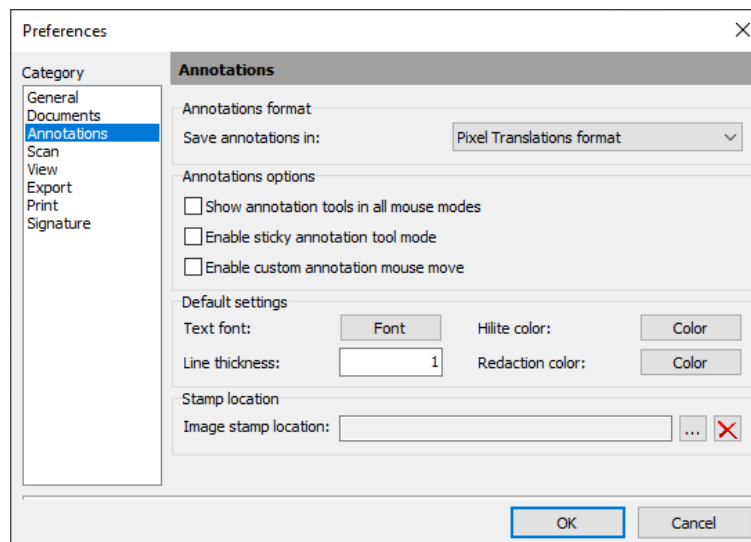 Preferences
Category
General
Documents
Annotations
Scan
View
Export
Print
Signature
Annotations
Annotations format
Save annotations in: Pixel Translations format
Annotations options
Show annotation tools in all mouse modes
Enable sticky annotation tool mode
Enable custom annotation mouse move
Default settings
Text font: Font Hilite color: Color
Line thickness: 1 Redaction color: Color
Stamp location
Image stamp location: ...
OK Cancel